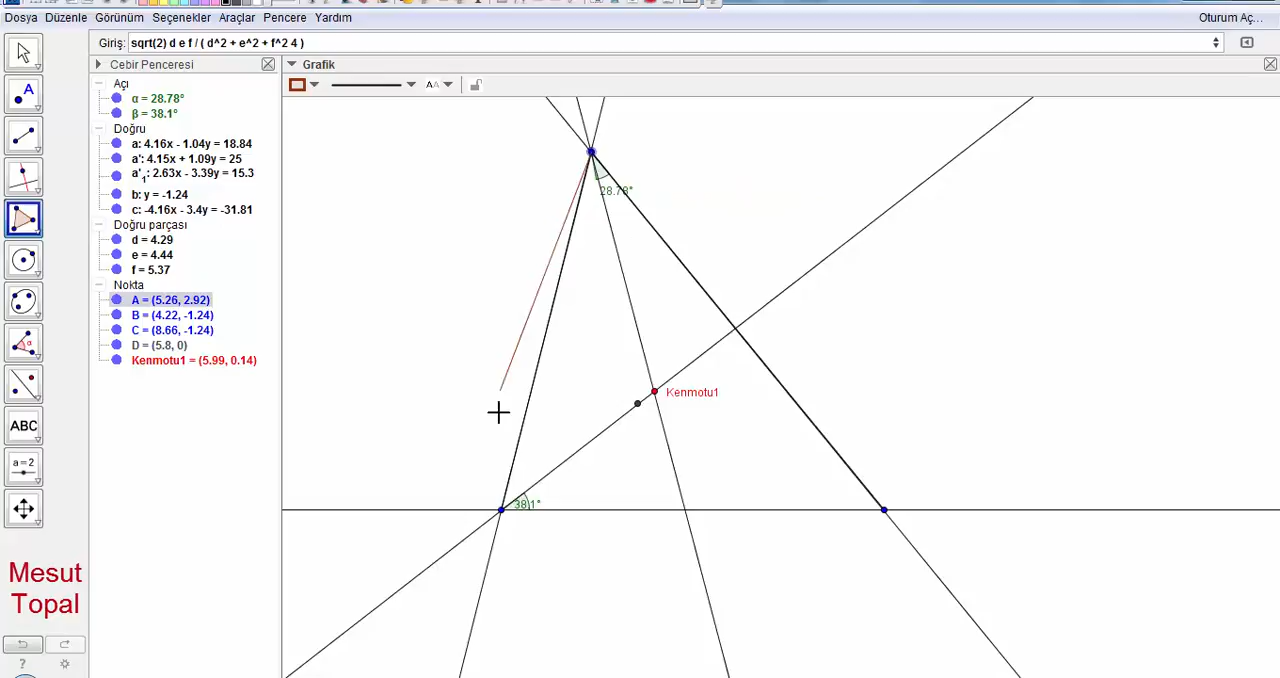 Dosya Düzenle Görünüm Seçenekler Araçlar Pencere Yardım
Oturum Aç...
Giriş: sqrt(2) d e f / ( d^2 + e^2 + f^2 4 )
Cebir Penceresi
Grafik
AA
Açı
α = 28.78°
β = 38.1°
Doğru
a: 4.16x - 1.04y = 18.84
a': 4.15x + 1.09y = 25
a'₁: 2.63x - 3.39y = 15.3
b: y = -1.24
c: -4.16x - 3.4y = -31.81
Doğru parçası
d = 4.29
e = 4.44
f = 5.37
Nokta
A = (5.26, 2.92)
B = (4.22, -1.24)
C = (8.66, -1.24)
D = (5.8, 0)
Kenmotu1 = (5.99, 0.14)
A
α
ABC
a=2
28.78°
Kenmotu1
38.1°
Mesut
Topal
?